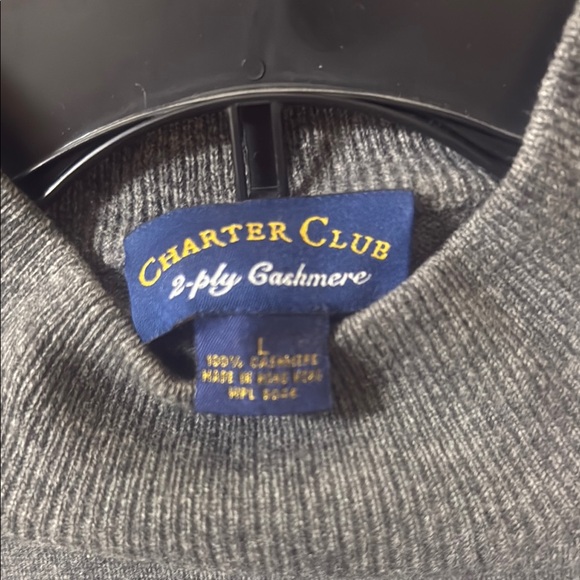 CHARTER CLUB
2-ply Cashmere
L
100% CASHMERE
MADE IN HONG KONG